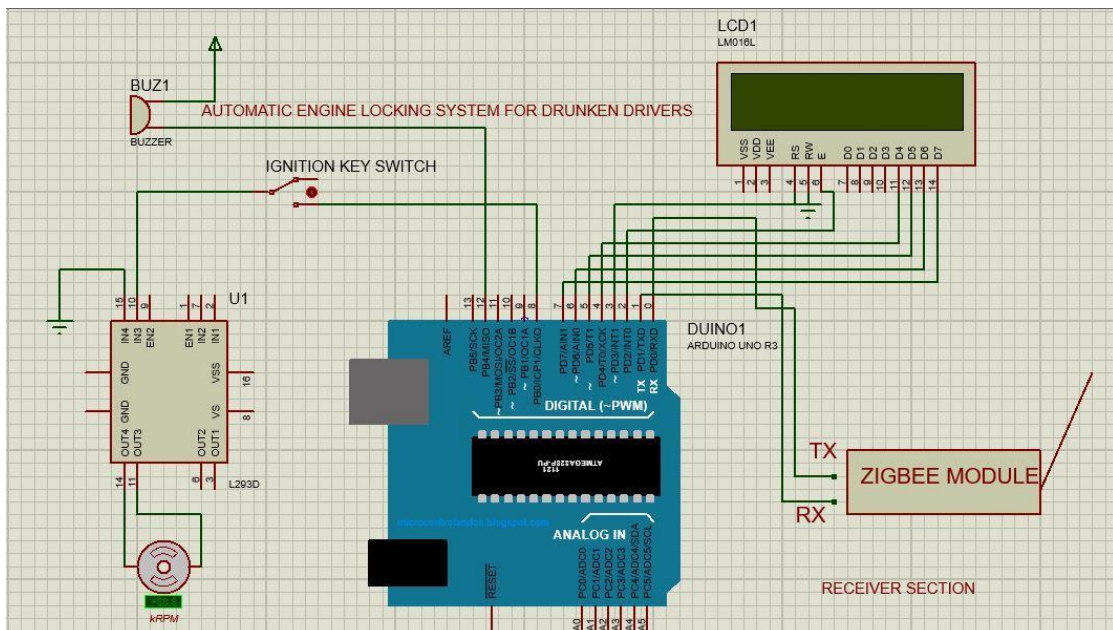 LCD1
LM016L
BUZ1
AUTOMATIC ENGINE LOCKING SYSTEM FOR DRUNKEN DRIVERS
BUZZER
IGNITION KEY SWITCH
VSS VDD VEE RS RW E D0 D1 D2 D3 D4 D5 D6 D7
1 2 3 4 5 6 7 8 9 10 11 12 13 14
U1
15 10 9 1 7 2
IN4 IN3 EN2 EN1 IN2 IN1
GND VSS 16
GND VS 8
OUT4 OUT3 OUT2 OUT1
14 11 6 3
L293D
kRPM
13 12 11 10 9 8 7 6 5 4 3 2 1 0
DUINO1
ARDUINO UNO R3
AREF
PB5/SCK
PB4/MISO
~PB3/MOSI/OC2A
~PB2/SS/OC1B
~PB1/OC1A
PB0/ICP1/CLKO
PD7/AIN1
~PD6/AIN0
~PD5/T1
PD4/T0/XCK
~PD3/INT1
PD2/INT0
TX PD1/TXD
RX PD0/RXD
DIGITAL (~PWM)
1121
ATMEGA328P-PU
microcontrolandos.blogspot.com
ANALOG IN
RESET
PC0/ADC0
PC1/ADC1
PC2/ADC2
PC3/ADC3
PC4/ADC4/SDA
PC5/ADC5/SCL
A0 A1 A2 A3 A4 A5
TX
ZIGBEE MODULE
RX
RECEIVER SECTION